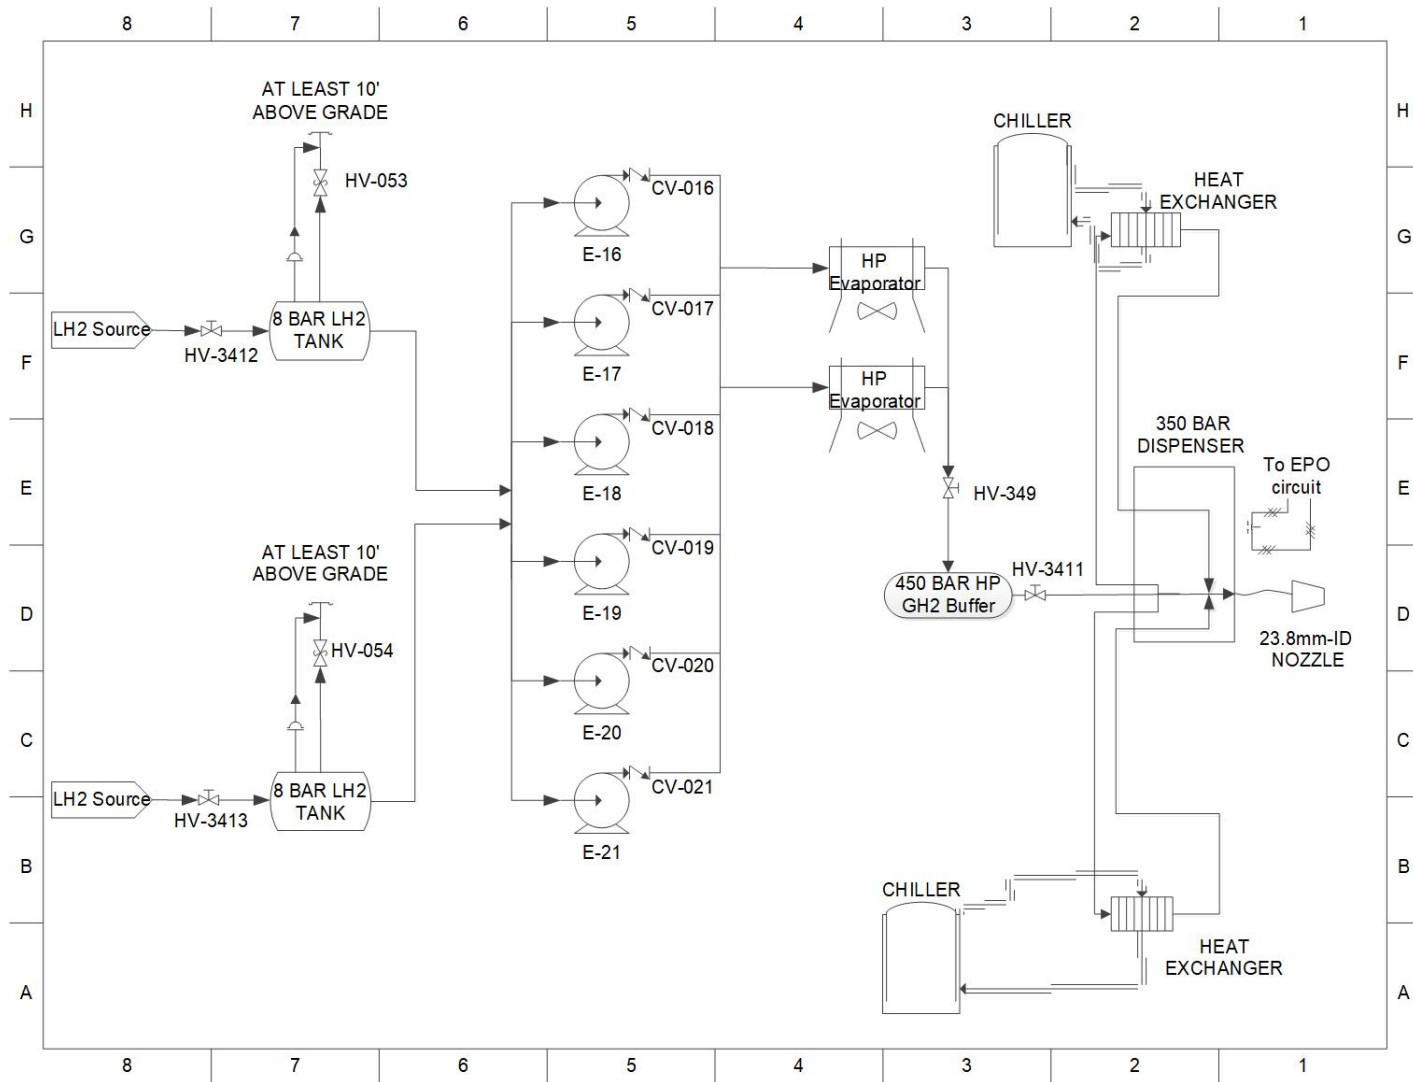 8 7 6 5 4 3 2 1
H H
G G
F F
E E
D D
C C
B B
A A
AT LEAST 10'
ABOVE GRADE
HV-053
LH2 Source
HV-3412
8 BAR LH2
TANK
AT LEAST 10'
ABOVE GRADE
HV-054
LH2 Source
HV-3413
8 BAR LH2
TANK
CV-016
E-16
CV-017
E-17
CV-018
E-18
CV-019
E-19
CV-020
E-20
CV-021
E-21
HP
Evaporator
HP
Evaporator
HV-349
450 BAR HP
GH2 Buffer
HV-3411
CHILLER
HEAT
EXCHANGER
350 BAR
DISPENSER
To EPO
circuit
23.8mm-ID
NOZZLE
CHILLER
HEAT
EXCHANGER
8 7 6 5 4 3 2 1